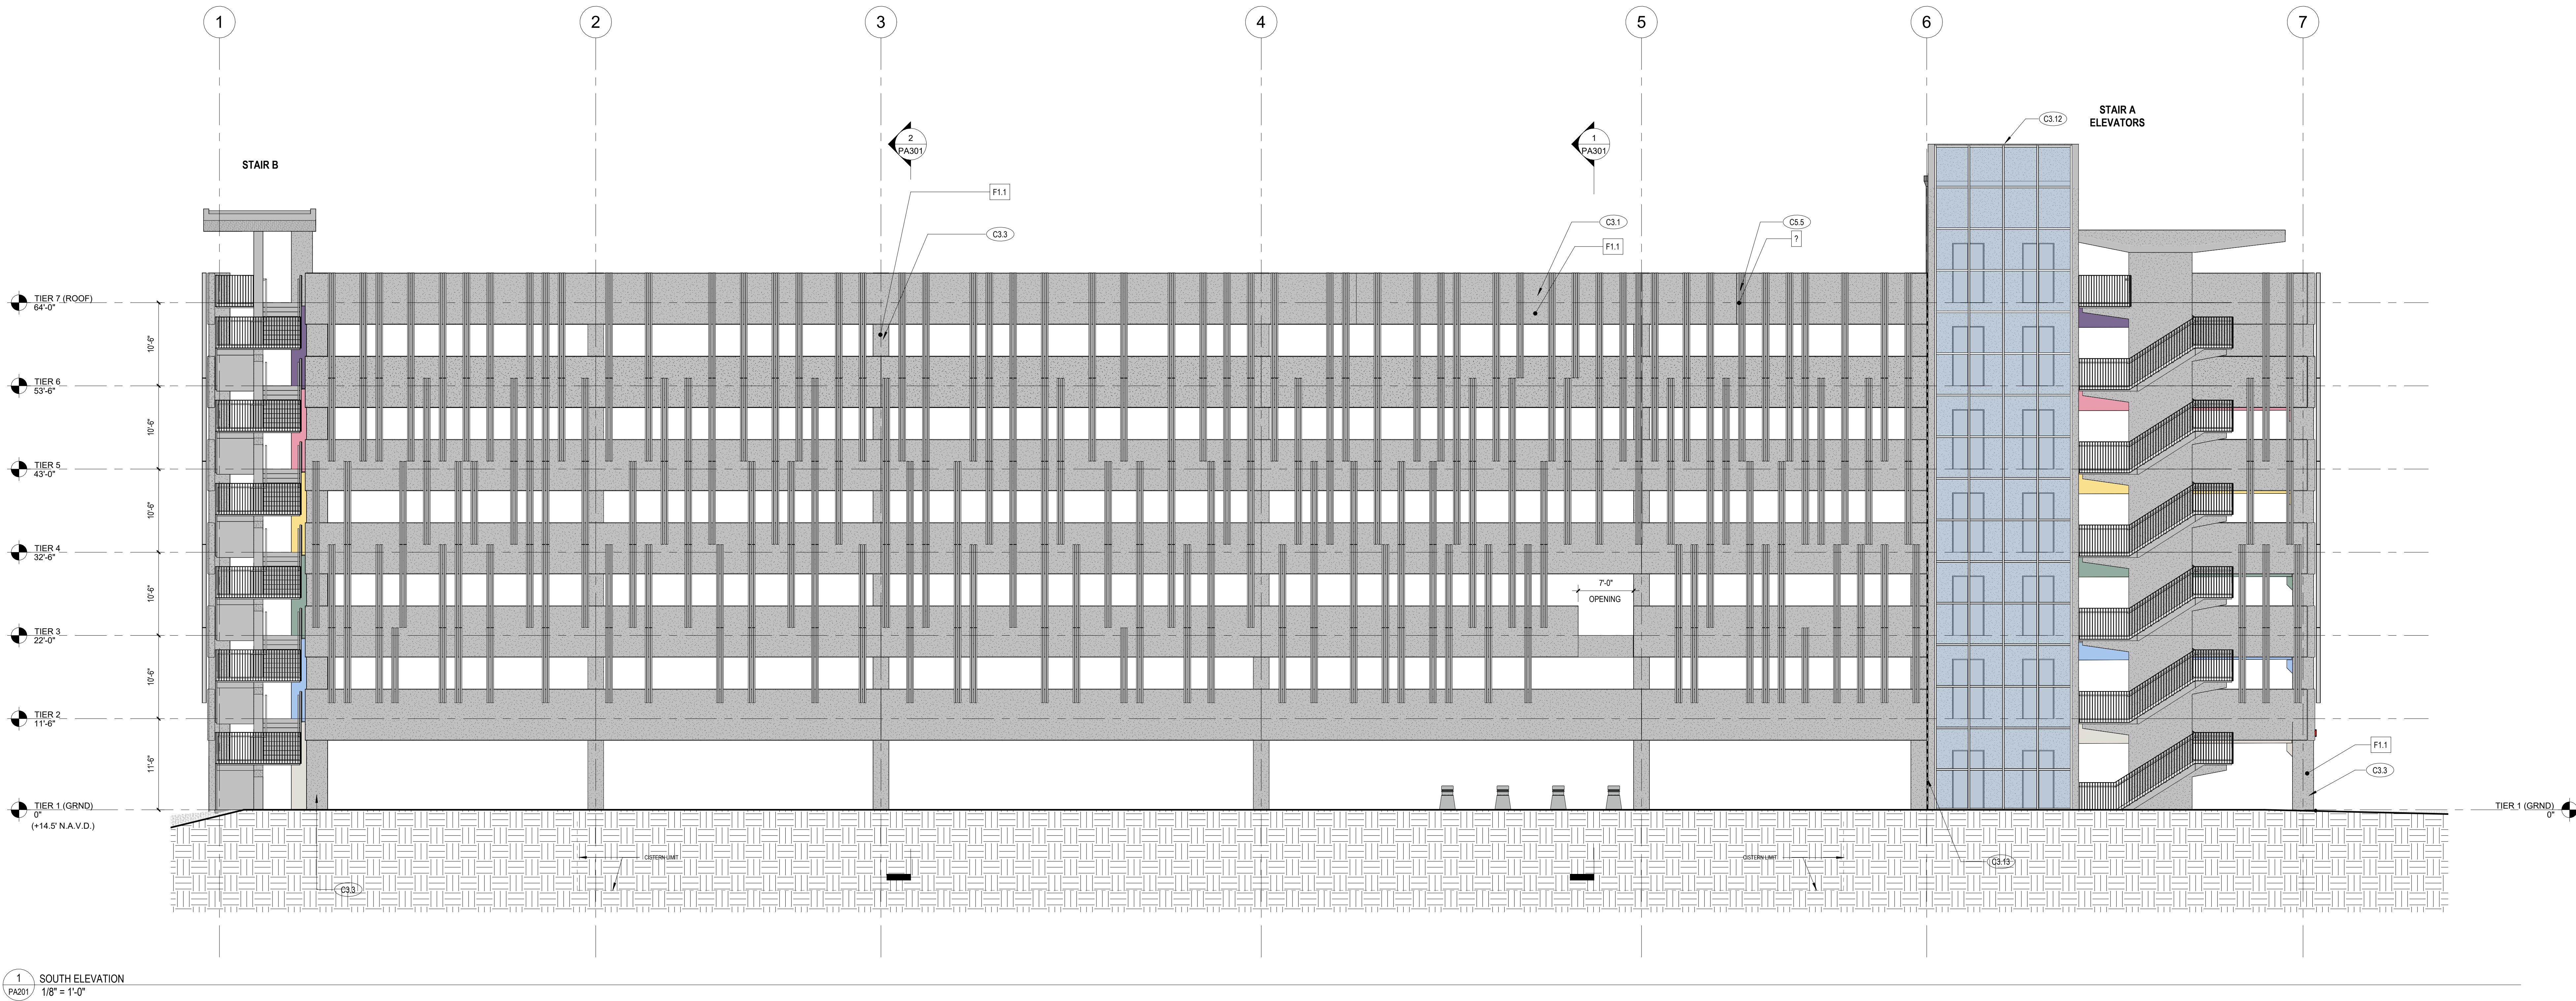 1
2
3
4
5
6
7
STAIR A
ELEVATORS
C3.12
STAIR B
2
PA301
1
PA301
F1.1
C3.3
C3.1
F1.1
C5.5
?
TIER 7 (ROOF)
64'-0"
10'-6"
TIER 6
53'-6"
10'-6"
TIER 5
43'-0"
10'-6"
TIER 4
32'-6"
10'-6"
7'-0"
OPENING
TIER 3
22'-0"
10'-6"
TIER 2
11'-6"
11'-6"
F1.1
C3.3
TIER 1 (GRND)
0"
(+14.5' N.A.V.D.)
TIER 1 (GRND)
0"
CISTERN LIMIT
CISTERN LIMIT
C3.13
C3.3
1
PA201
SOUTH ELEVATION
1/8" = 1'-0"